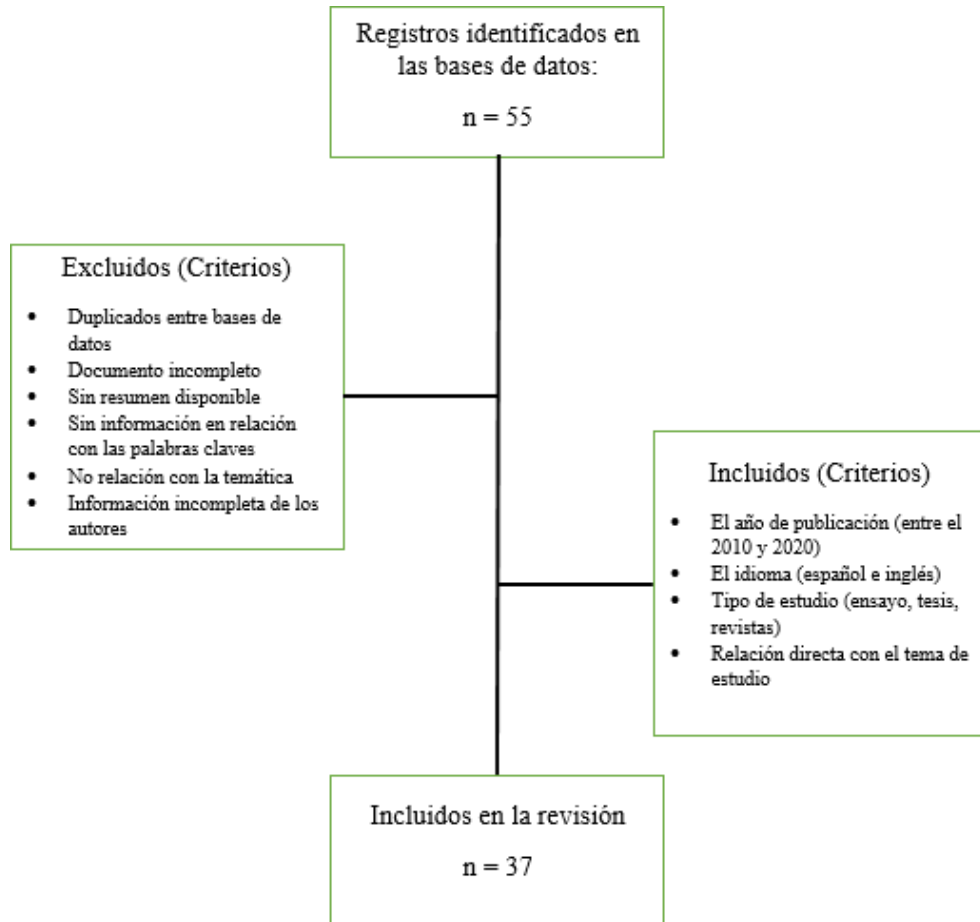 Registros identificados en
las bases de datos:
n = 55
Excluidos (Criterios)
• Duplicados entre bases de
datos
• Documento incompleto
• Sin resumen disponible
• Sin información en relación
con las palabras claves
• No relación con la temática
• Información incompleta de los
autores
Incluidos (Criterios)
• El año de publicación (entre el
2010 y 2020)
• El idioma (español e inglés)
• Tipo de estudio (ensayo, tesis,
revistas)
• Relación directa con el tema de
estudio
Incluidos en la revisión
n = 37